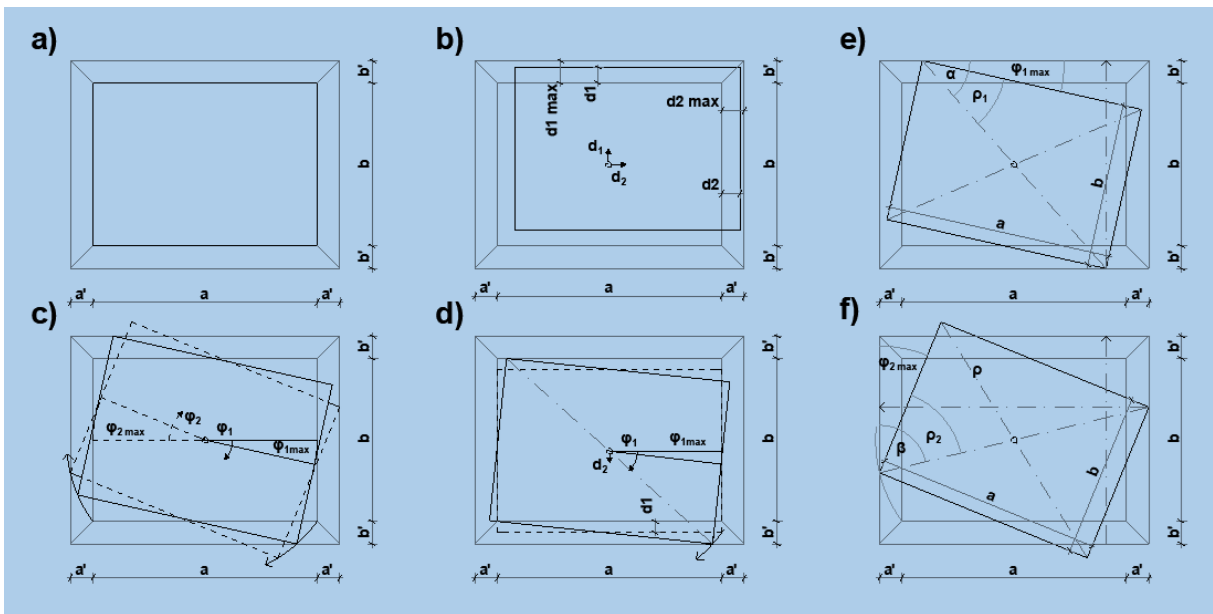 a)
b'
b
b'
a'
a
a'
b)
d1 max
d1
d2 max
d₁
d₂
d2
a'
a
a'
e)
α
φ₁ max
ρ₁
b
a
b'
b
b'
a'
a
a'
c)
φ₂
φ₂ max
φ₁
φ₁max
b'
b
b'
a'
a
a'
d)
φ₁
φ₁max
d₂
d1
a'
a
a'
f)
φ₂ max
ρ
ρ₂
β
b
a
b'
b
b'
a'
a
a'